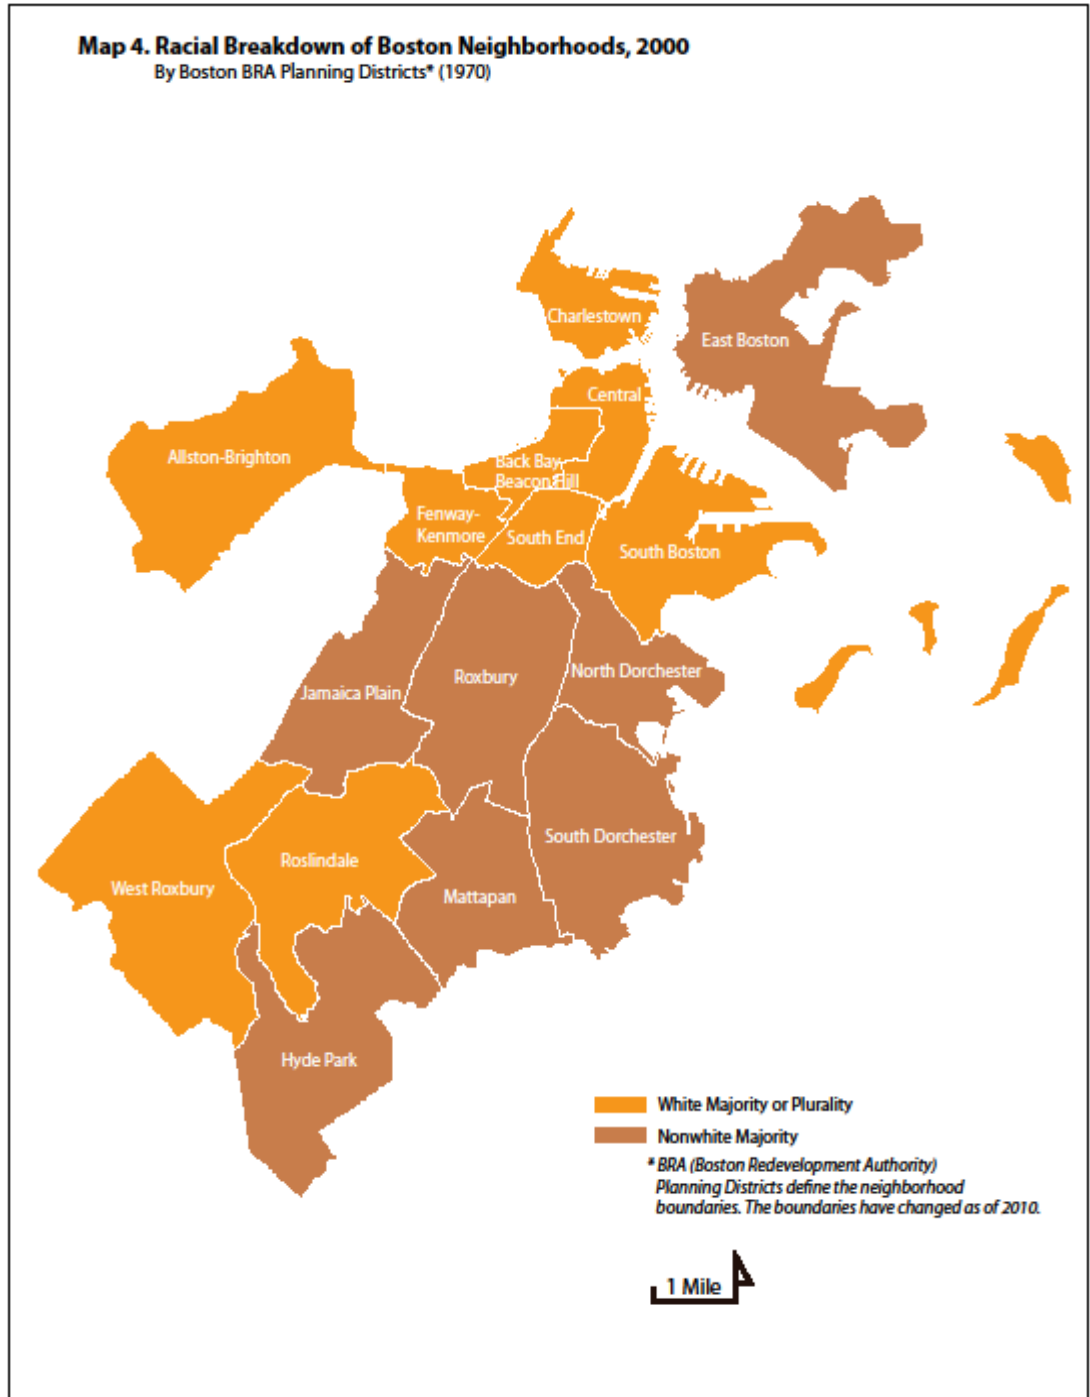 Map 4. Racial Breakdown of Boston Neighborhoods, 2000
By Boston BRA Planning Districts* (1970)
Charlestown
East Boston
Central
Allston-Brighton
Back Bay
Beacon Hill
Fenway-
Kenmore
South End
South Boston
Jamaica Plain
Roxbury
North Dorchester
South Dorchester
West Roxbury
Roslindale
Mattapan
Hyde Park
White Majority or Plurality
Nonwhite Majority
* BRA (Boston Redevelopment Authority)
Planning Districts define the neighborhood
boundaries. The boundaries have changed as of 2010.
1 Mile